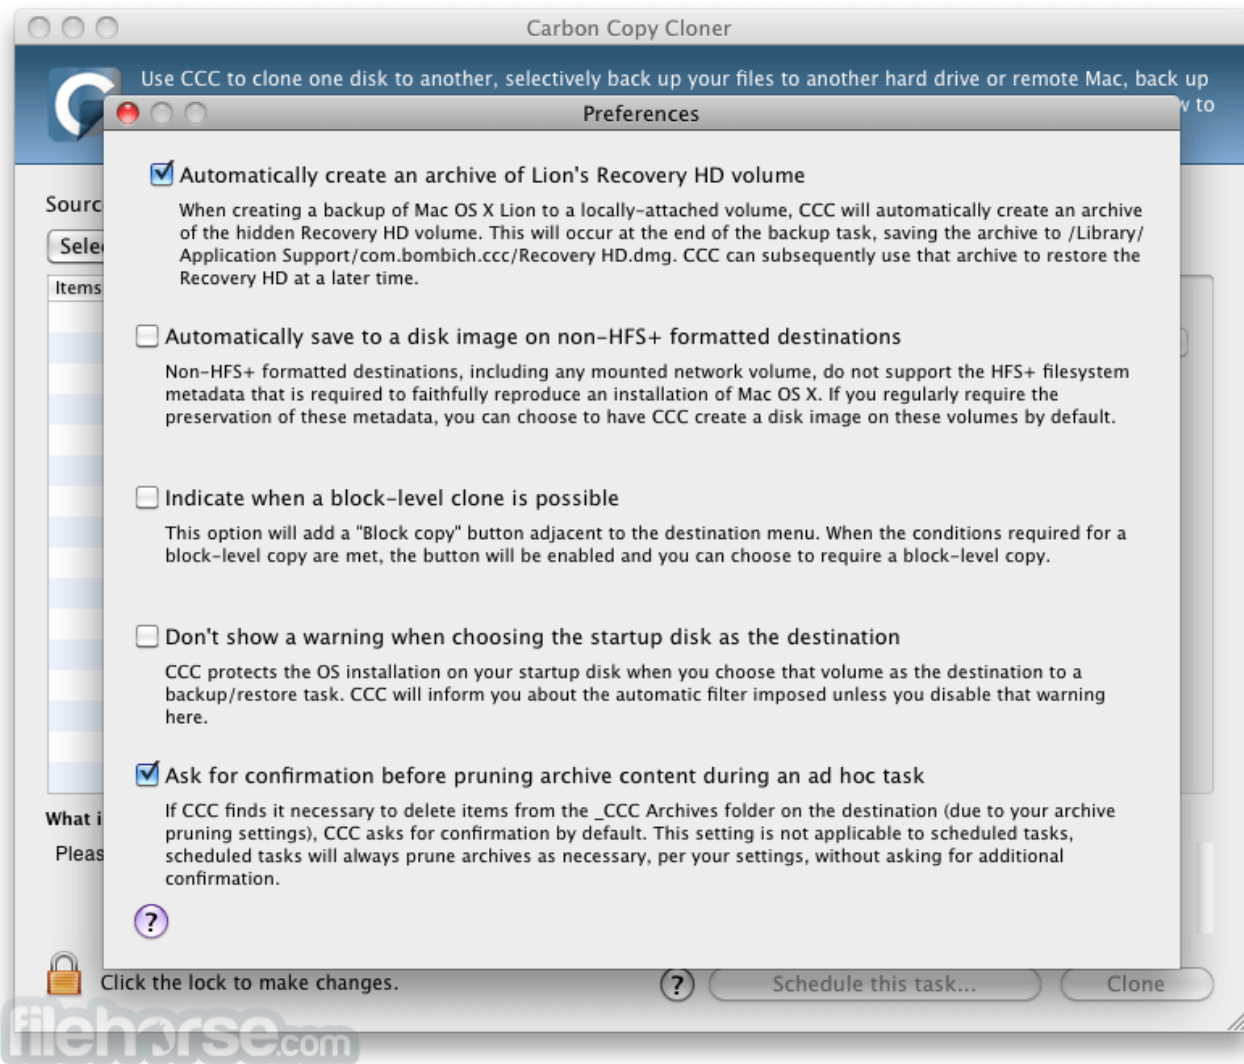 Carbon Copy Cloner
Use CCC to clone one disk to another, selectively back up your files to another hard drive or remote Mac, back up
to
Preferences
Automatically create an archive of Lion's Recovery HD volume
When creating a backup of Mac OS X Lion to a locally-attached volume, CCC will automatically create an archive
of the hidden Recovery HD volume. This will occur at the end of the backup task, saving the archive to /Library/
Application Support/com.bombich.ccc/Recovery HD.dmg. CCC can subsequently use that archive to restore the
Recovery HD at a later time.
Sourc
Selec
Items
Automatically save to a disk image on non-HFS+ formatted destinations
Non-HFS+ formatted destinations, including any mounted network volume, do not support the HFS+ filesystem
metadata that is required to faithfully reproduce an installation of Mac OS X. If you regularly require the
preservation of these metadata, you can choose to have CCC create a disk image on these volumes by default.
Indicate when a block-level clone is possible
This option will add a "Block copy" button adjacent to the destination menu. When the conditions required for a
block-level copy are met, the button will be enabled and you can choose to require a block-level copy.
Don't show a warning when choosing the startup disk as the destination
CCC protects the OS installation on your startup disk when you choose that volume as the destination to a
backup/restore task. CCC will inform you about the automatic filter imposed unless you disable that warning
here.
Ask for confirmation before pruning archive content during an ad hoc task
If CCC finds it necessary to delete items from the _CCC Archives folder on the destination (due to your archive
pruning settings), CCC asks for confirmation by default. This setting is not applicable to scheduled tasks,
scheduled tasks will always prune archives as necessary, per your settings, without asking for additional
confirmation.
What i
Pleas
?
Click the lock to make changes.
?
Schedule this task...
Clone
filehorse.com